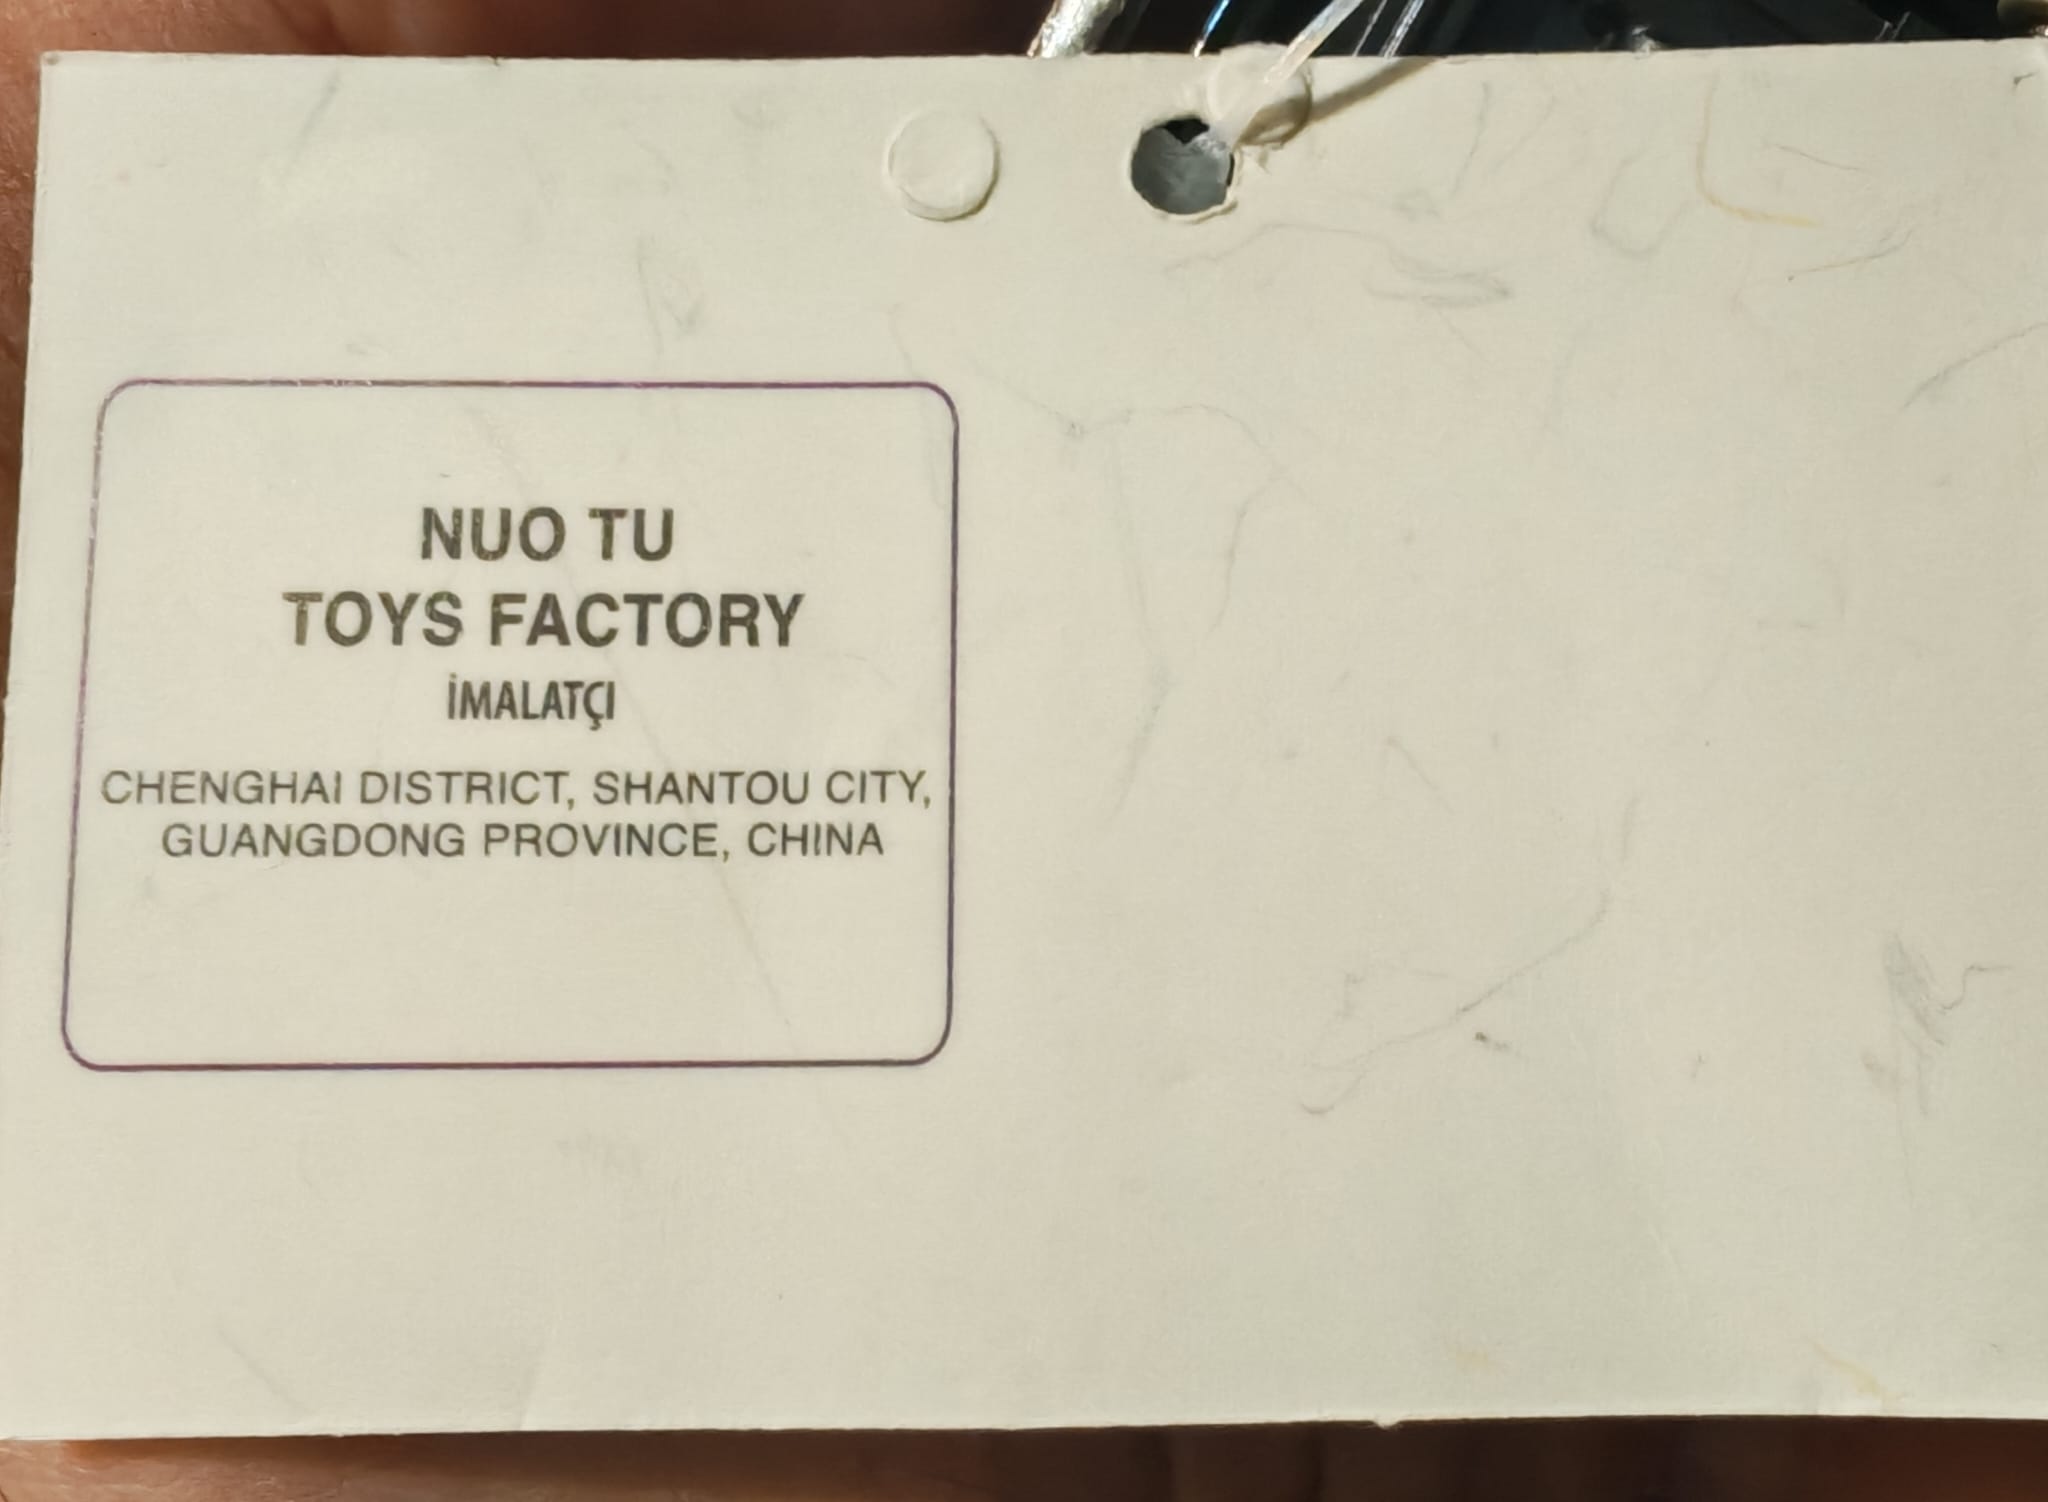 NUO TU
TOYS FACTORY
İMALATÇI
CHENGHAI DISTRICT, SHANTOU CITY,
GUANGDONG PROVINCE, CHINA